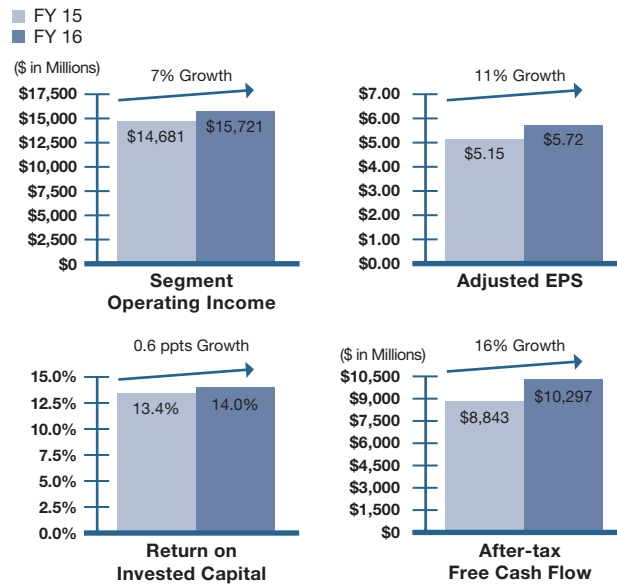 FY 15
FY 16
($ in Millions)
7% Growth
$17,500
$15,000
$12,500
$10,000
$7,500
$5,000
$2,500
$0
$14,681
$15,721
Segment
Operating Income
11% Growth
$7.00
$6.00
$5.00
$4.00
$3.00
$2.00
$1.00
$0.00
$5.15
$5.72
Adjusted EPS
0.6 ppts Growth
15.0%
12.5%
10.0%
7.5%
5.0%
2.5%
0.0%
13.4%
14.0%
Return on
Invested Capital
($ in Millions)
16% Growth
$10,500
$9,000
$7,500
$6,000
$4,500
$3,000
$1,500
$0
$8,843
$10,297
After-tax
Free Cash Flow